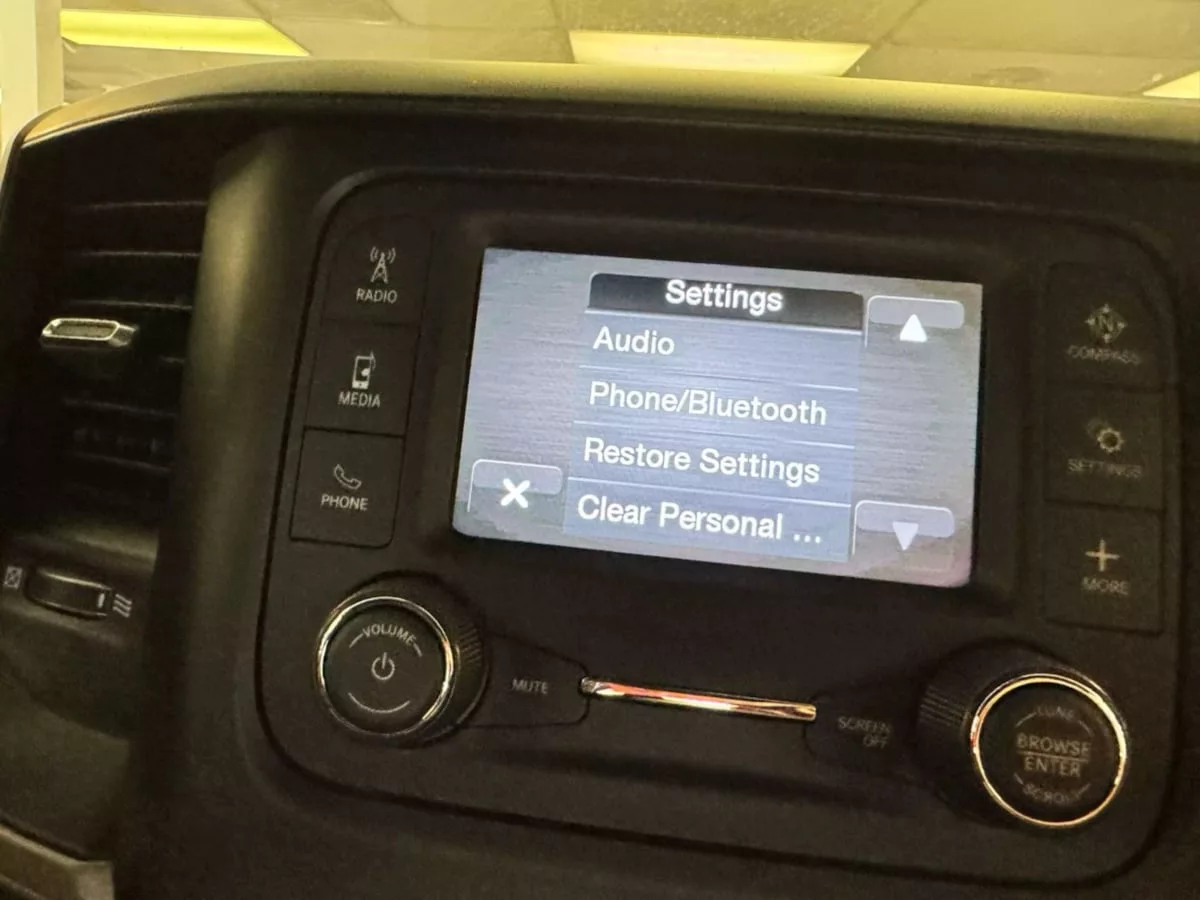 RADIO
MEDIA
PHONE
Settings
Audio
Phone/Bluetooth
Restore Settings
Clear Personal ...
N
COMPASS
SETTINGS
MORE
VOLUME
MUTE
SCREEN
OFF
TUNE
BROWSE
ENTER
SCROLL